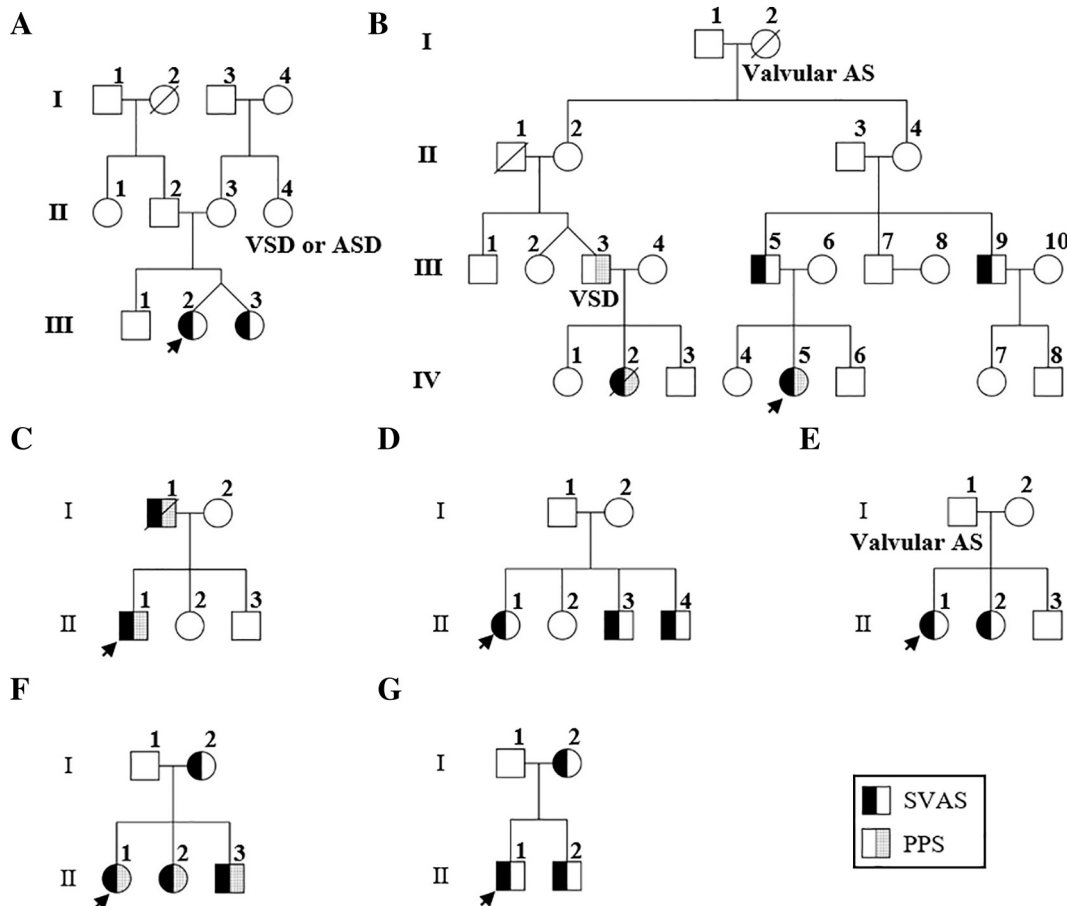 A
I
1 2 3 4
II
1 2 3 4
VSD or ASD
III
1 2 3
B
I
1 2
Valvular AS
II
1 2 3 4
III
1 2 3 4 5 6 7 8 9 10
VSD
IV
1 2 3 4 5 6 7 8
C
I
1 2
II
1 2 3
D
I
1 2
II
1 2 3 4
E
I
1 2
Valvular AS
II
1 2 3
F
I
1 2
II
1 2 3
G
I
1 2
II
1 2
SVAS
PPS